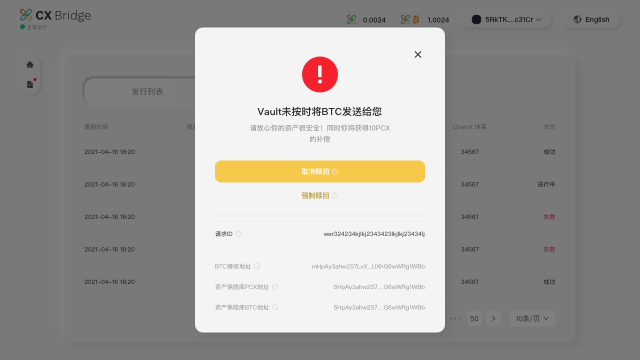 CX Bridge
正常运行
0.0024
1.0024
5RkTK...c31Cr
English
发行列表
更新时间
ChainX 块高
状态
2021-04-16 18:20
34567
成功
2021-04-16 18:20
34567
进行中
2021-04-16 18:20
34567
失败
2021-04-16 18:20
34567
失败
2021-04-16 18:20
34567
成功
50
10条/页
Vault未按时将BTC发送给您
请放心你的资产很安全！同时你将获得10PCX
的补偿
取消赎回
强制赎回
请求ID
wer324234kjlkj2343423lkjlkj23434lj
BTC接收地址
mHpAy3ahw2S7LvX...UXhG6wWRg1WBb
资产保险库PCX地址
5HpAy3ahw2S7...G6wWRg1WBb
资产保险库BTC地址
5HpAy3ahw2S7...G6wWRg1WBb